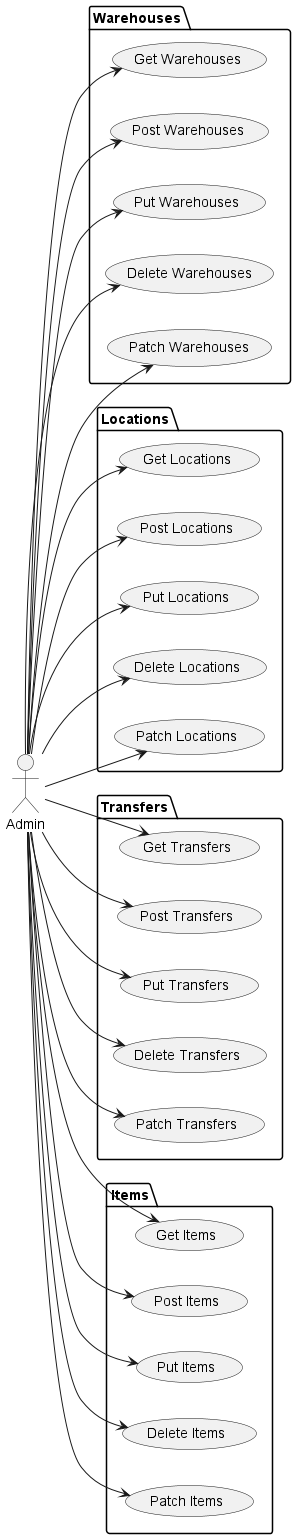 Warehouses
Get Warehouses
Post Warehouses
Put Warehouses
Delete Warehouses
Patch Warehouses
Locations
Get Locations
Post Locations
Put Locations
Delete Locations
Patch Locations
Admin
Transfers
Get Transfers
Post Transfers
Put Transfers
Delete Transfers
Patch Transfers
Items
Get Items
Post Items
Put Items
Delete Items
Patch Items